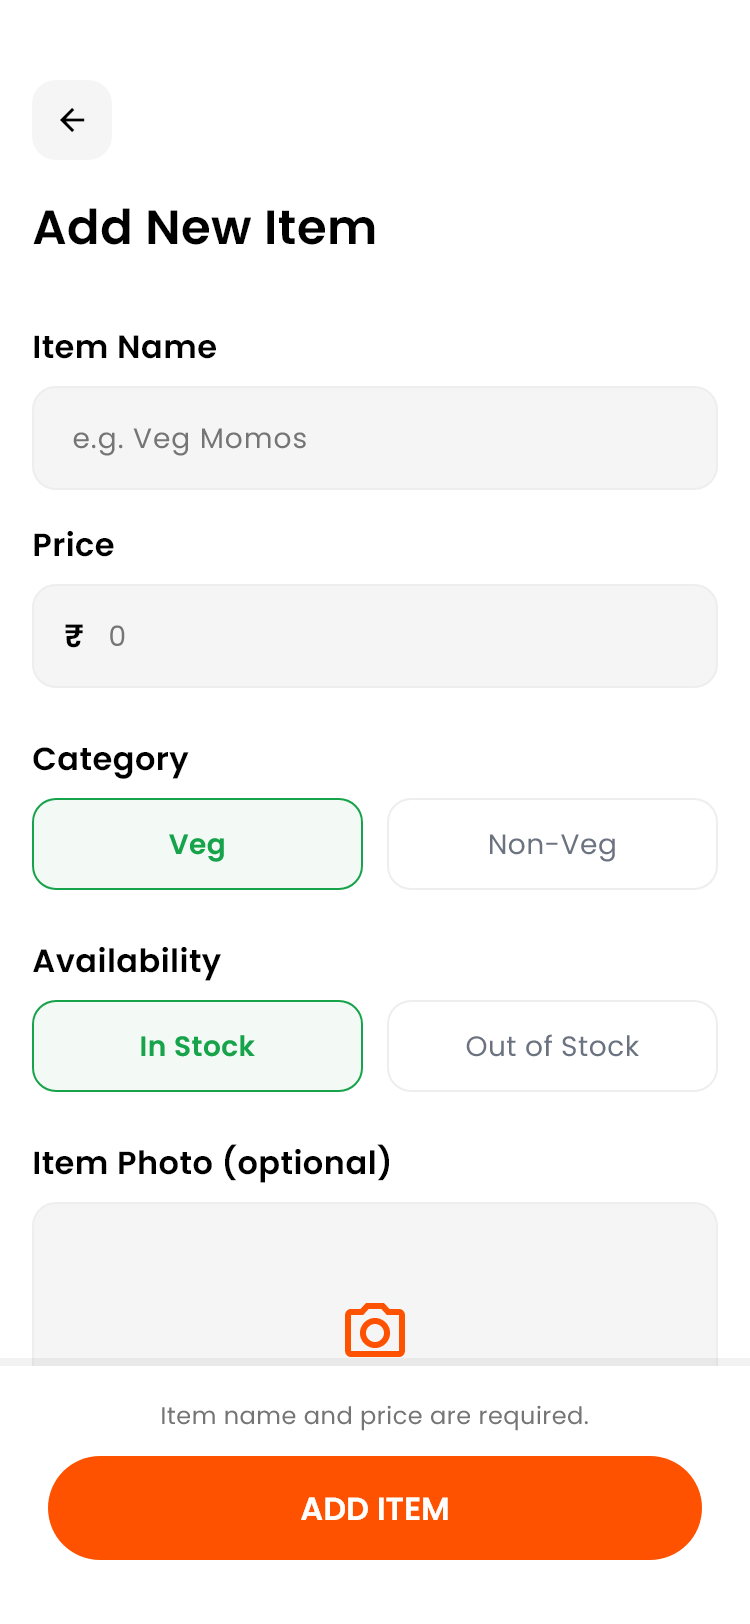 Add New Item
Item Name
e.g. Veg Momos
Price
₹ 0
Category
Veg
Non-Veg
Availability
In Stock
Out of Stock
Item Photo (optional)
Item name and price are required.
ADD ITEM